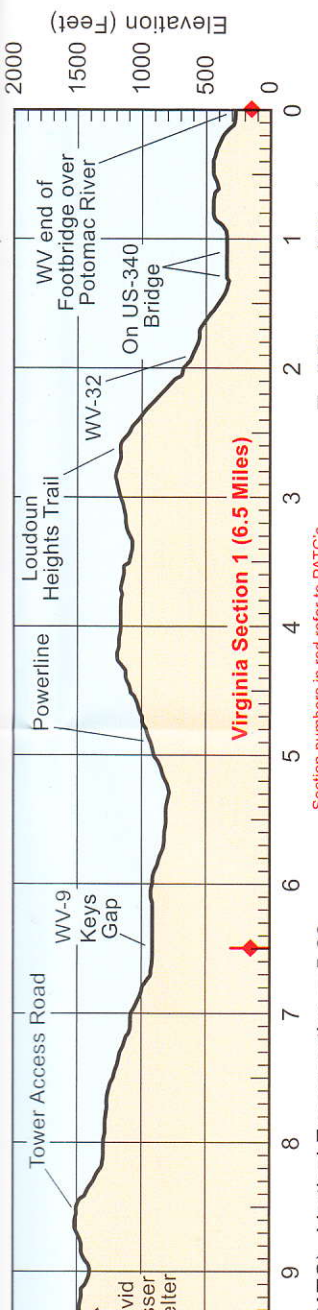 Elevation (Feet)
2000
1500
1000
500
0
WV end of
Footbridge over
Potomac River
On US-340
Bridge
WV-32
Loudoun
Heights Trail
Powerline
WV-9
Keys
Gap
Tower Access Road
Virginia Section 1 (6.5 Miles)
9
8
7
6
5
4
3
2
1
0
Section numbers in red refer to PATC's